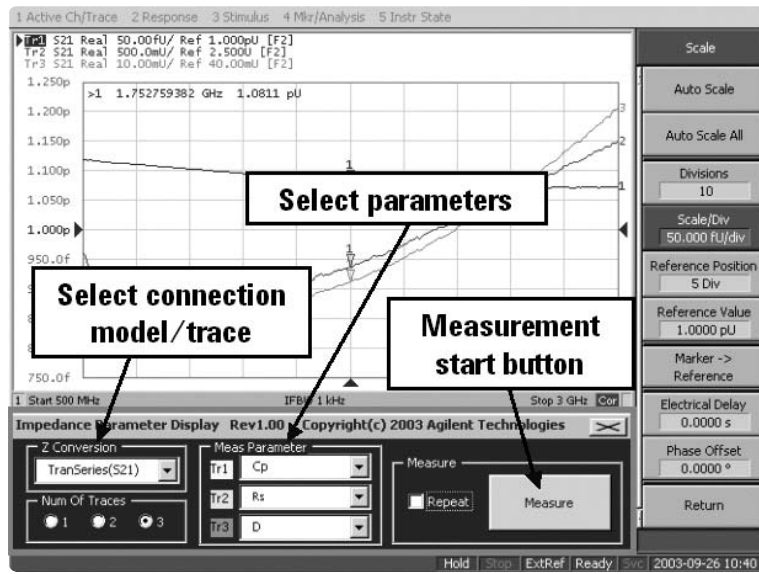 1 Active Ch/Trace 2 Response 3 Stimulus 4 Mkr/Analysis 5 Instr State
Tr1 S21 Real 50.00fU/ Ref 1.000pU [F2]
Tr2 S21 Real 500.0mU/ Ref 2.500U [F2]
Tr3 S21 Real 10.00mU/ Ref 40.00mU [F2]
1.250p
>1 1.752759382 GHz 1.0811 pU
1.200p
1.150p
1.100p
1.050p
1.000p
950.0f
750.0f
3
2
1
1
1
Select parameters
Select connection
model/trace
Measurement
start button
1 Start 500 MHz IFBW 1 kHz Stop 3 GHz Cor
Scale
Auto Scale
Auto Scale All
Divisions
10
Scale/Div
50.000 fU/div
Reference Position
5 Div
Reference Value
1.0000 pU
Marker ->
Reference
Electrical Delay
0.0000 s
Phase Offset
0.0000 °
Return
Impedance Parameter Display Rev1.00 Copyright(c) 2003 Agilent Technologies
Z Conversion
TranSeries(S21)
Num Of Traces
1 2 3
Meas Parameter
Tr1 Cp
Tr2 Rs
Tr3 D
Measure
Repeat
Measure
Hold Stop ExtRef Ready Svc 2003-09-26 10:40